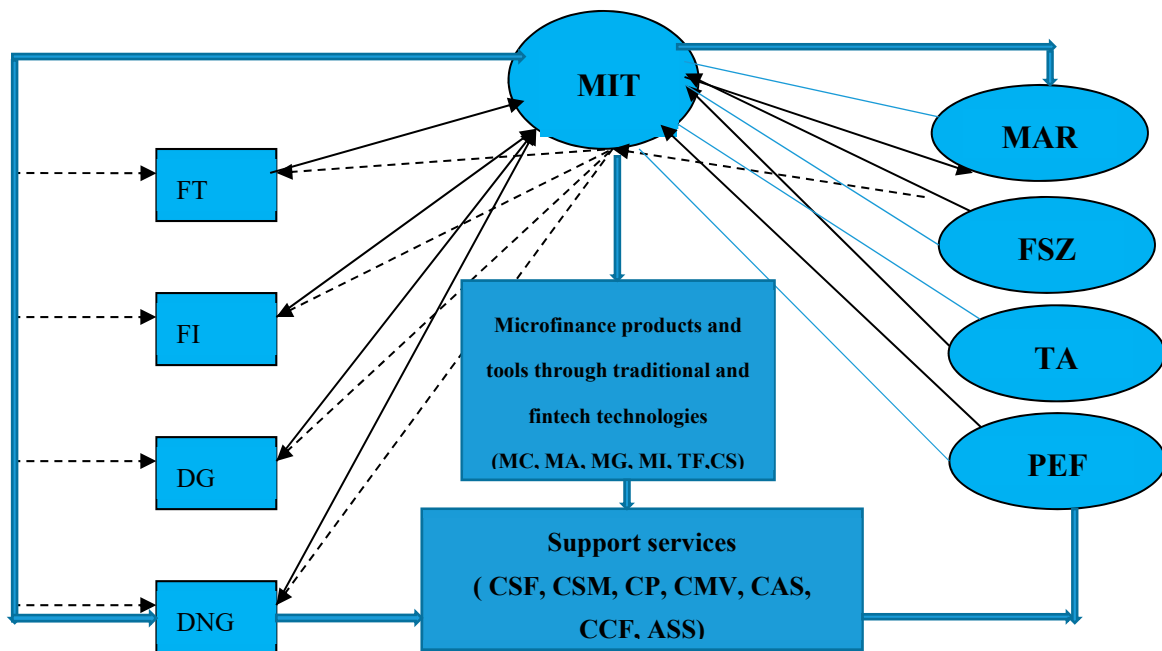 MIT
MAR
FT
FSZ
FI
Microfinance products and
tools through traditional and
fintech technologies
(MC, MA, MG, MI, TF,CS)
TA
DG
PEF
Support services
( CSF, CSM, CP, CMV, CAS,
CCF, ASS)
DNG